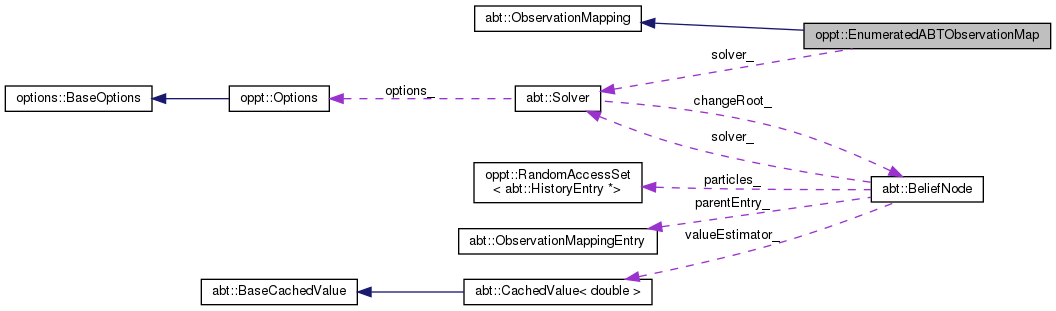 abt::ObservationMapping
oppt::EnumeratedABTObservationMap
solver_
options::BaseOptions
oppt::Options
options_
abt::Solver
changeRoot_
solver_
oppt::RandomAccessSet
< abt::HistoryEntry *>
particles_
abt::BeliefNode
parentEntry_
abt::ObservationMappingEntry
valueEstimator_
abt::BaseCachedValue
abt::CachedValue< double >